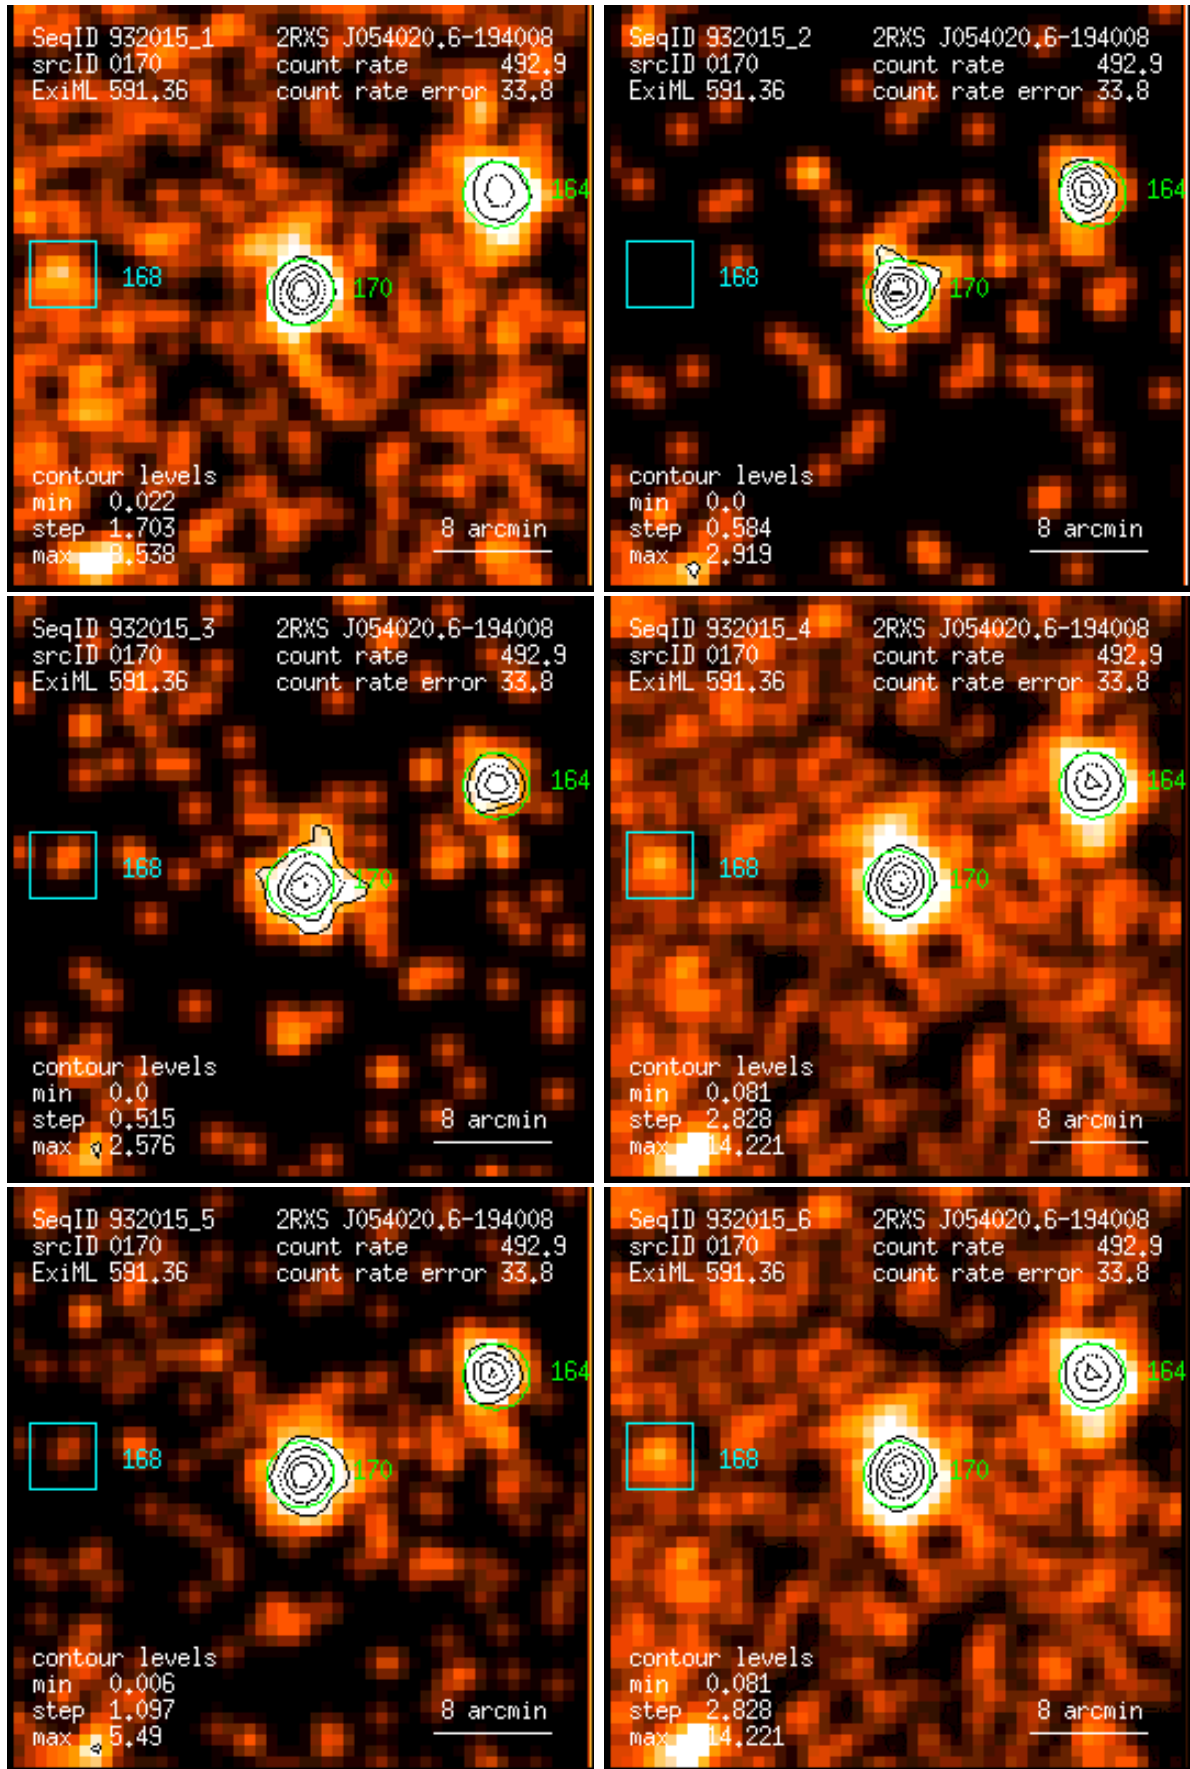 SeqID 932015_1 2RXS J054020.6-194008
srcID 0170 count rate 492.9
ExiML 591.36 count rate error 33.8
164
168
170
contour levels
min 0.022
step 1.703
max 8.538
8 arcmin
SeqID 932015_2 2RXS J054020.6-194008
srcID 0170 count rate 492.9
ExiML 591.36 count rate error 33.8
164
168
170
contour levels
min 0.0
step 0.584
max 2.919
8 arcmin
SeqID 932015_3 2RXS J054020.6-194008
srcID 0170 count rate 492.9
ExiML 591.36 count rate error 33.8
164
168
170
contour levels
min 0.0
step 0.515
max 2.576
8 arcmin
SeqID 932015_4 2RXS J054020.6-194008
srcID 0170 count rate 492.9
ExiML 591.36 count rate error 33.8
164
168
170
contour levels
min 0.081
step 2.828
max 14.221
8 arcmin
SeqID 932015_5 2RXS J054020.6-194008
srcID 0170 count rate 492.9
ExiML 591.36 count rate error 33.8
164
168
170
contour levels
min 0.006
step 1.097
max 5.49
8 arcmin
SeqID 932015_6 2RXS J054020.6-194008
srcID 0170 count rate 492.9
ExiML 591.36 count rate error 33.8
164
168
170
contour levels
min 0.081
step 2.828
max 14.221
8 arcmin